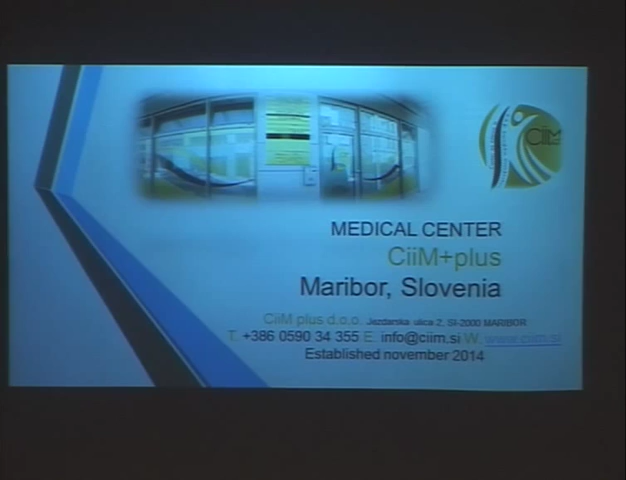 CiiM
MEDICAL CENTER
CiiM+plus
Maribor, Slovenia
CiiM plus d.o.o. Jezdarska ulica 2, SI-2000 MARIBOR
T. +386 0590 34 355 E. info@ciim.si W. www.ciim.si
Established november 2014